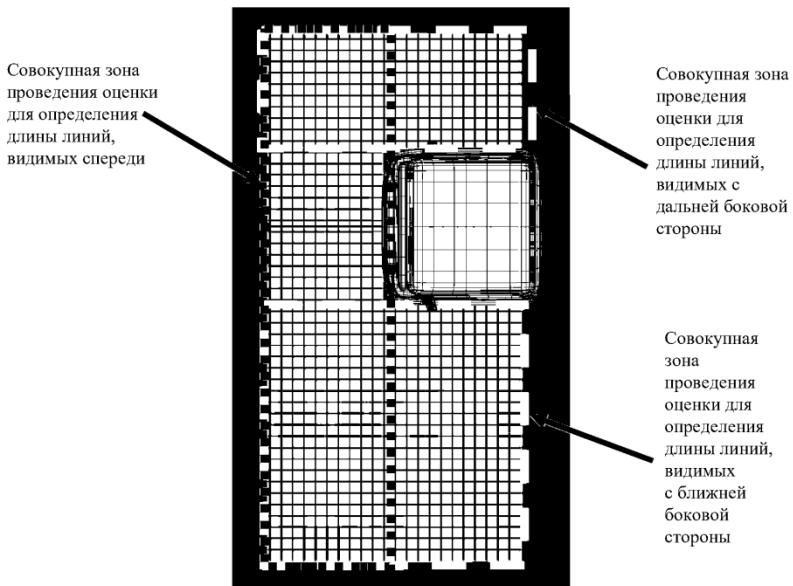 Совокупная зона
проведения оценки
для определения
длины линий,
видимых спереди
Совокупная зона
проведения
оценки для
определения
длины линий,
видимых с
дальней боковой
стороны
Совокупная
зона
проведения
оценки для
определения
длины линий,
видимых
с ближней
боковой
стороны